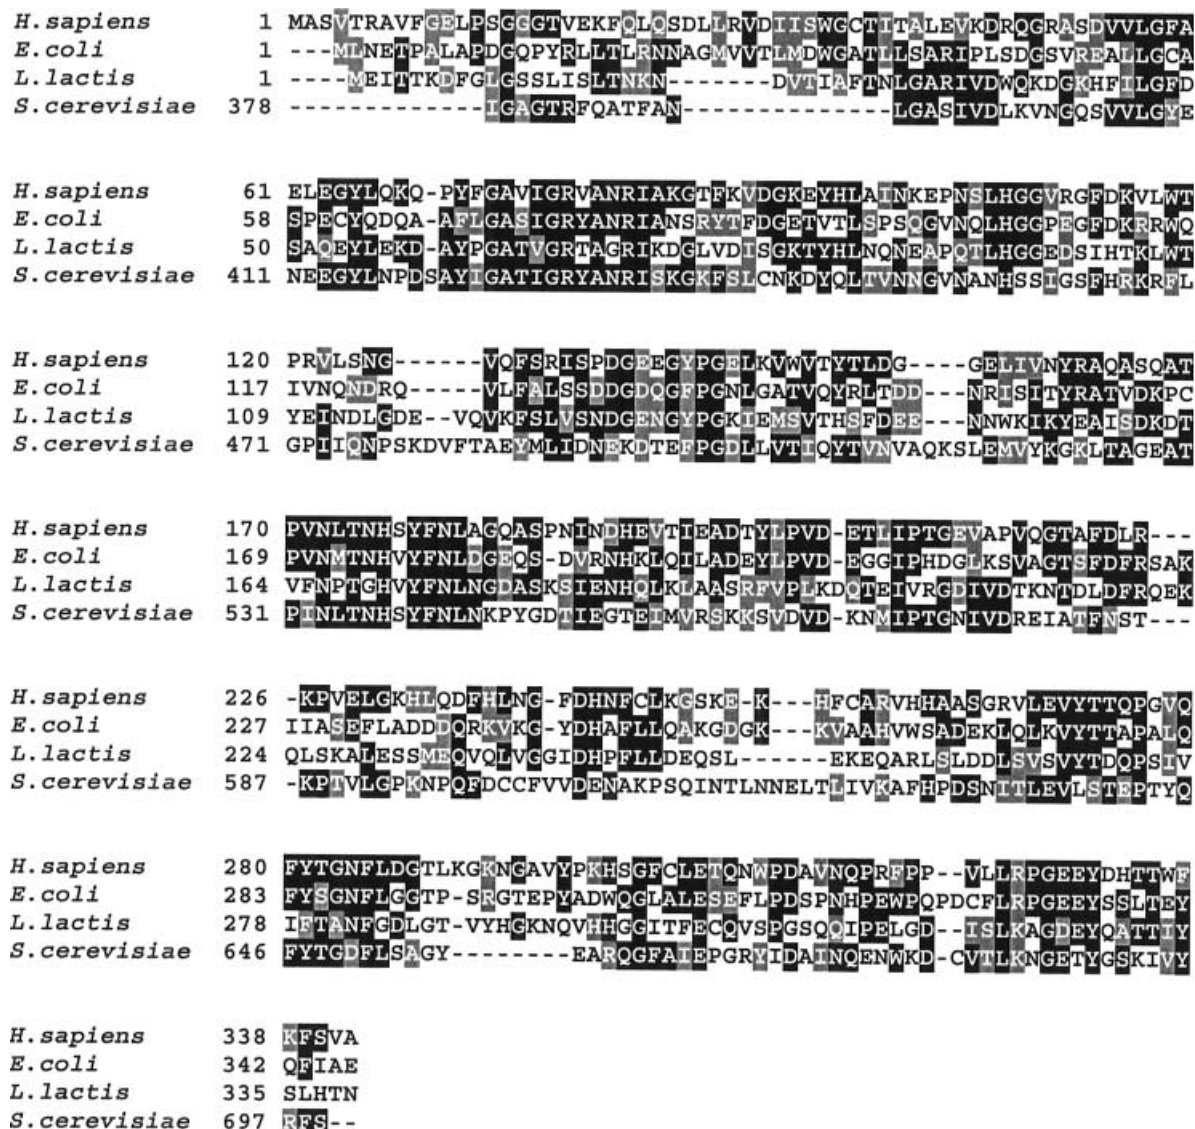 H.sapiens 1 MASVTRAVFGELPSGGGTVEKFQLQSDLLRVDIISWGCTITALEVKDRQGRASDVVLGFA
E.coli 1 ---MLNETPALAPDGQPYRLLTLRNNAGMVVTLMDWGATLLSARIPLSDGSVREALLGCA
L.lactis 1 ----MEITTKDFGLGSSLISLTNKN-------DVTIAFTNLGARIVDWQKDGKHFILGFD
S.cerevisiae 378 -------------IGAGTRFQATFAN--------------LGASIVDLKVNGQSVVLGYE
H.sapiens 61 ELEGYLQKQ-PYFGAVIGRVANRIAKGTFKVDGKEYHLAINKEPNSLHGGVRGFDKVLWT
E.coli 58 SPECYQDQA-AFLGASIGRYANRIANSRYTFDGETVTLSPSQGVNQLHGGPEGFDKRRWQ
L.lactis 50 SAQEYLEKD-AYPGATVGRTAGRIKDGLVDISGKTYHLNQNEAPQTLHGGEDSIHTKLWT
S.cerevisiae 411 NEEGYLNPDSAYIGATIGRYANRISKGKFSLCNKDYQLTVNNGVNANHSSIGSFHRKRFL
H.sapiens 120 PRVLSNG------VQFSRISPDGEEGYPGELKVWVTYTLDG----GELIVNYRAQASQAT
E.coli 117 IVNQNDRQ-----VLFALSSDDGDQGFPGNLGATVQYRLTDD---NRISITYRATVDKPC
L.lactis 109 YEINDLGDE--VQVKFSLVSNDGENGYPGKIEMSVTHSFDEE---NNWKIKYEAISDKDT
S.cerevisiae 471 GPIIQNPSKDVFTAEYMLIDNEKDTEFPGDLLVTIQYTVNVAQKSLEMVYKGKLTAGEAT
H.sapiens 170 PVNLTNHSYFNLAGQASPNINDHEVTIEADTYLPVD-ETLIPTGEVAPVQGTAFDLR---
E.coli 169 PVNMTNHVYFNLDGEQS-DVRNHKLQILADEYLPVD-EGGIPHDGLKSVAGTSFDFRSAK
L.lactis 164 VFNPTGHVYFNLNGDASKSIENHQLKLAASRFVPLKDQTEIVRGDIVDTKNTDLDFRQEK
S.cerevisiae 531 PINLTNHSYFNLNKPYGDTIEGTEIMVRSKKSVDVD-KNMIPTGNIVDREIATFNST---
H.sapiens 226 -KPVELGKHLQDFHLNG-FDHNFCLKGSKE-K---HFCARVHHAASGRVLEVYTTQPGVQ
E.coli 227 IIASEFLADDDQRKVKG-YDHAFLLQAKGDGK---KVAAHVWSADEKLQLKVYTTAPALQ
L.lactis 224 QLSKALESSMEQVQLVGGIDHPFLLDEQSL------EKEQARLSLDDLSVSVYTDQPSIV
S.cerevisiae 587 -KPTVLGPKNPQFDCCFVVDENAKPSQINTLNNELTLIVKAFHPDSNITLEVLSTEPTYQ
H.sapiens 280 FYTGNFLDGTLKGKNGAVYPKHSGFCLETQNWPDAVNQPRFPP--VLLRPGEEYDHTTWF
E.coli 283 FYSGNFLGGTP-SRGTEPYADWQGLALESEFLPDSPNHPEWPQPDCFLRPGEEYSSLTEY
L.lactis 278 IFTANFGDLGT-VYHGKNQVHHGGITFECQVSPGSQQIPELGD--ISLKAGDEYQATTIY
S.cerevisiae 646 FYTGDFLSAGY--------EARQGFAIEPGRYIDAINQENWKD-CVTLKNGETYGSKIVY
H.sapiens 338 KFSVA
E.coli 342 QFIAE
L.lactis 335 SLHTN
S.cerevisiae 697 RFS--